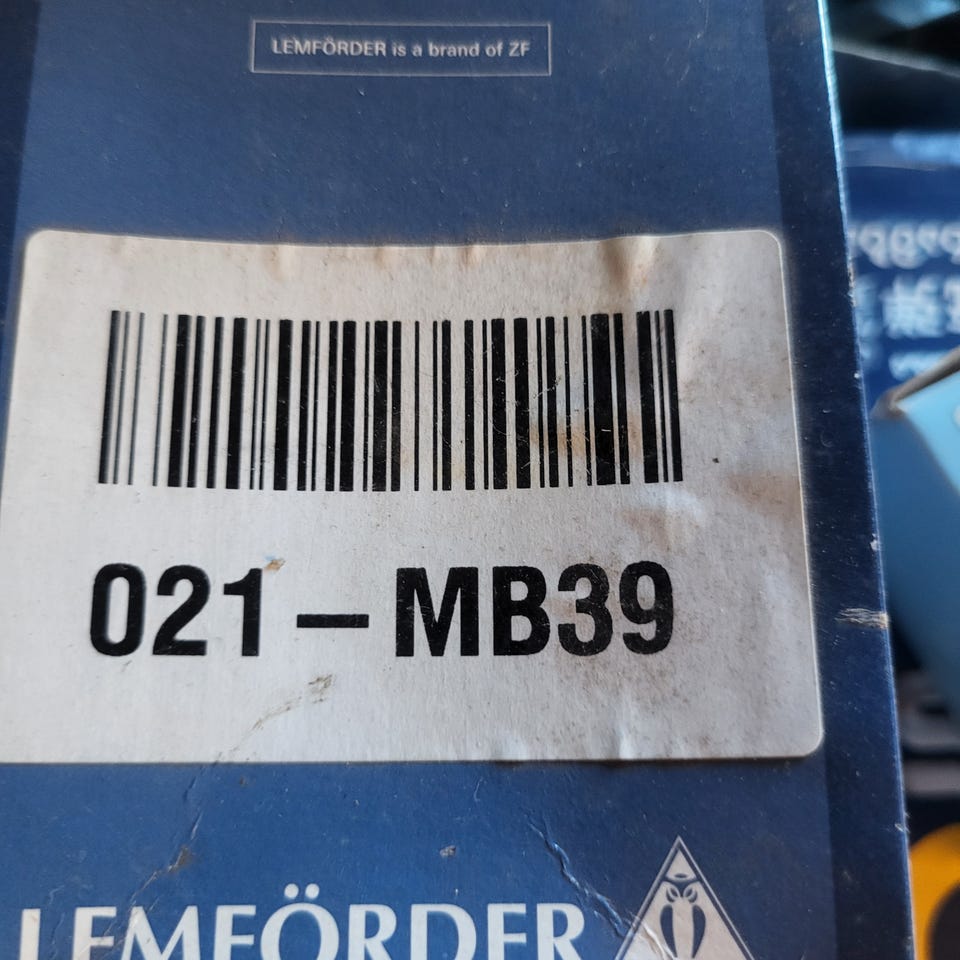 LEMFÖRDER is a brand of ZF
021-MB39
LEMFÖRDER